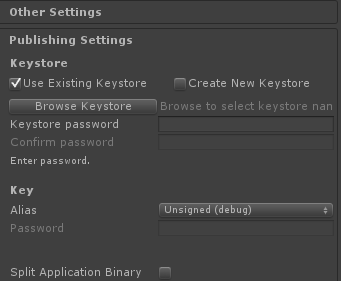 Other Settings
Publishing Settings
Keystore
Use Existing Keystore Create New Keystore
Browse Keystore Browse to select keystore nan
Keystore password
Confirm password
Enter password.
Key
Alias Unsigned (debug)
Password
Split Application Binary